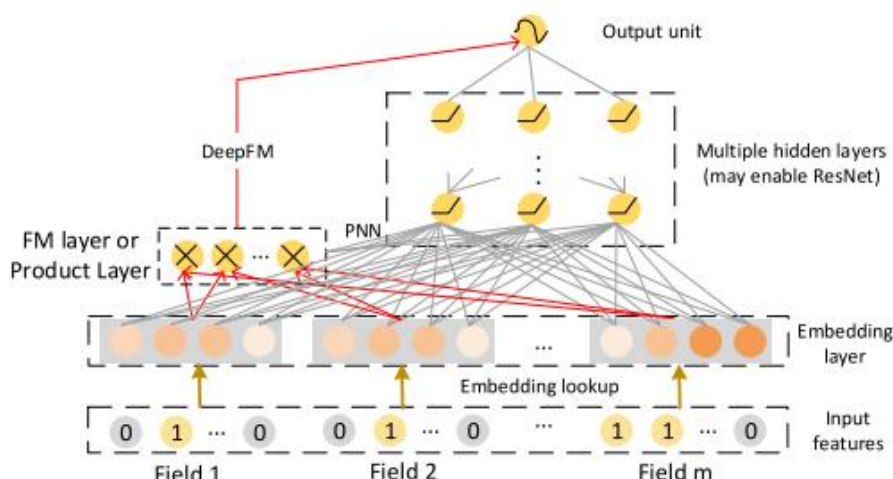 Output unit
DeepFM
Multiple hidden layers
(may enable ResNet)
PNN
FM layer or
Product Layer
...
Embedding
layer
...
Embedding lookup
0 1 ... 0 0 1 ... 0 ... 1 1 ... 0
Input
features
Field 1 Field 2 Field m